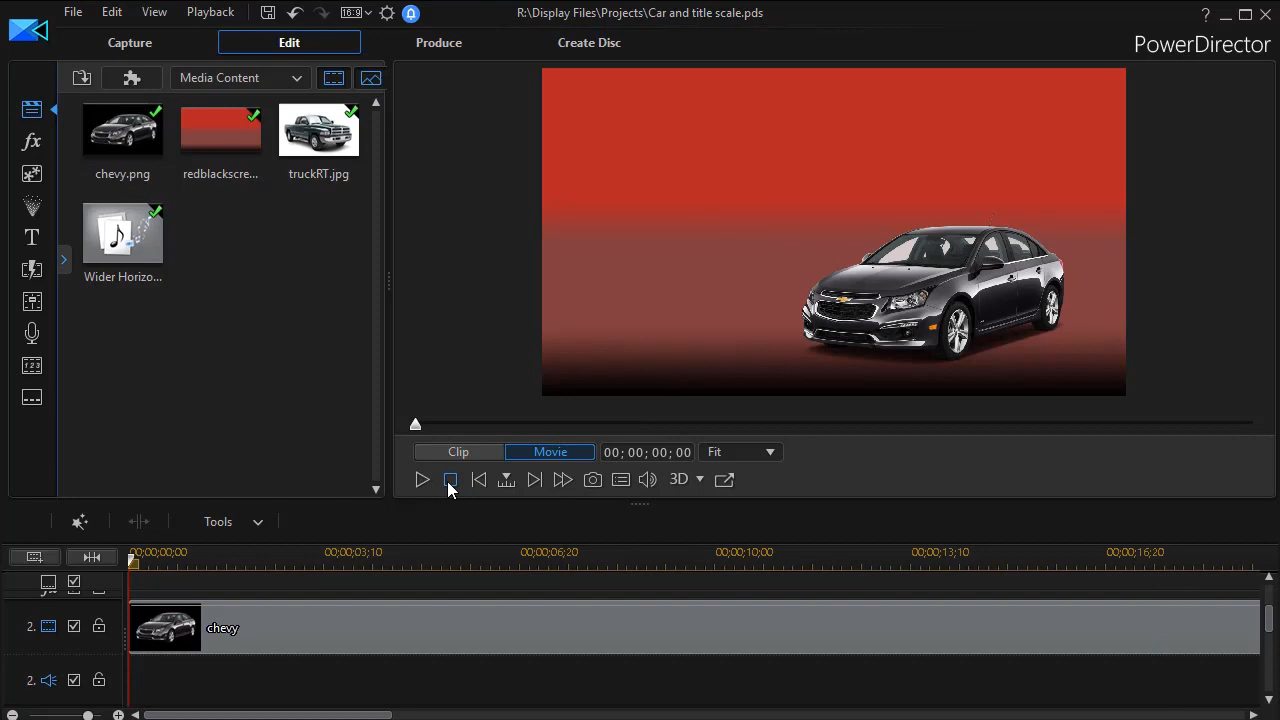 File Edit View Playback 16:9 R:\Display Files\Projects\Car and title scale.pds ?
Capture Edit Produce Create Disc PowerDirector
Media Content
chevy.png redblackscre... truckRT.jpg
Wider Horizo...
fx
T
Clip Movie 00; 00; 00; 00 Fit
3D
Tools
00;00;00;00 00;00;03;10 00;00;06;20 00;00;10;00 00;00;13;10 00;00;16;20
2. chevy
2.